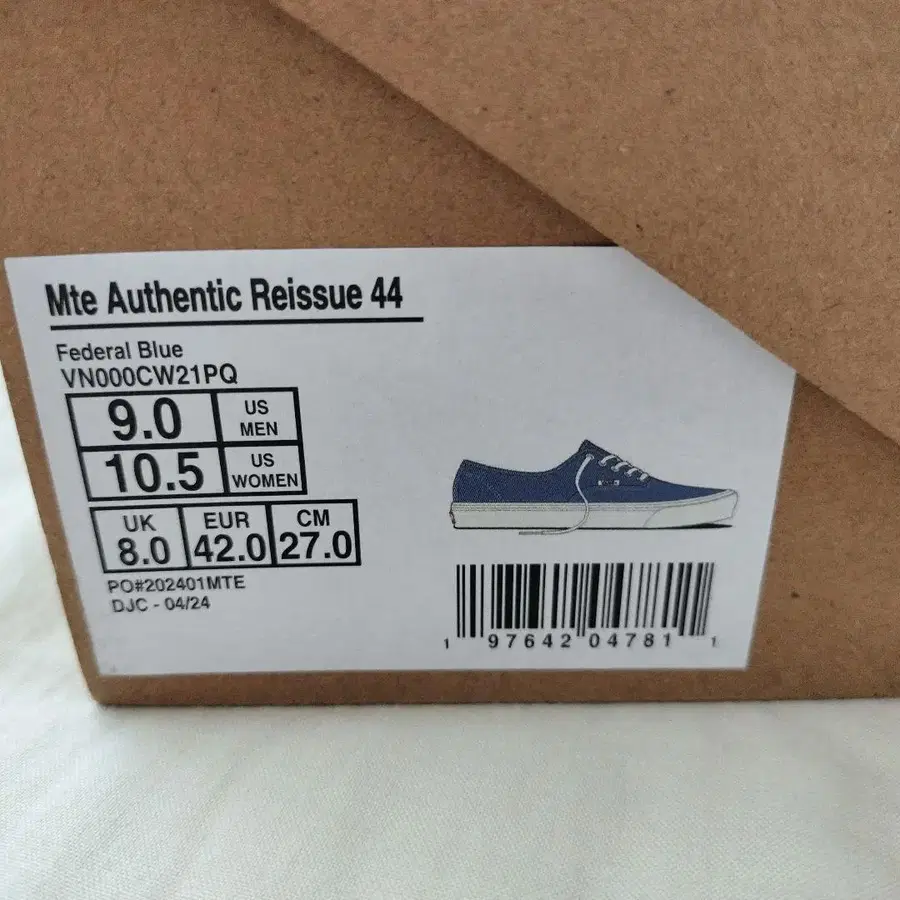 Mte Authentic Reissue 44
Federal Blue
VN000CW21PQ
9.0 US MEN
10.5 US WOMEN
UK EUR CM
8.0 42.0 27.0
PO#202401MTE
DJC - 04/24
1 97642 04781 1